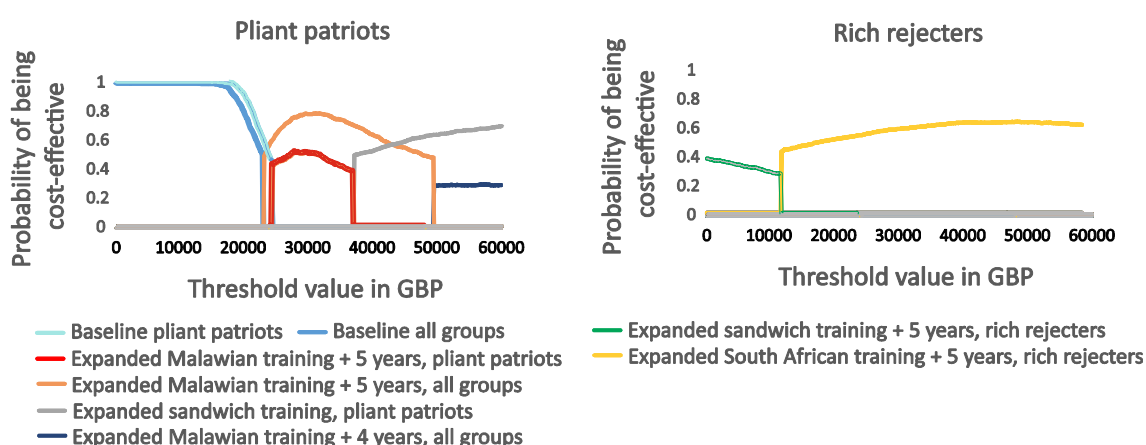 Pliant patriots
Probability of being
cost-effective
1
0.8
0.6
0.4
0.2
0
0 10000 20000 30000 40000 50000 60000
Threshold value in GBP
Baseline pliant patriots Baseline all groups
Expanded Malawian training + 5 years, pliant patriots
Expanded Malawian training + 5 years, all groups
Expanded sandwich training, pliant patriots
Expanded Malawian training + 4 years, all groups
Rich rejecters
Probability of being
cost-effective
1
0.8
0.6
0.4
0.2
0
0 10000 20000 30000 40000 50000 60000
Threshold value in GBP
Expanded sandwich training + 5 years, rich rejecters
Expanded South African training + 5 years, rich rejecters